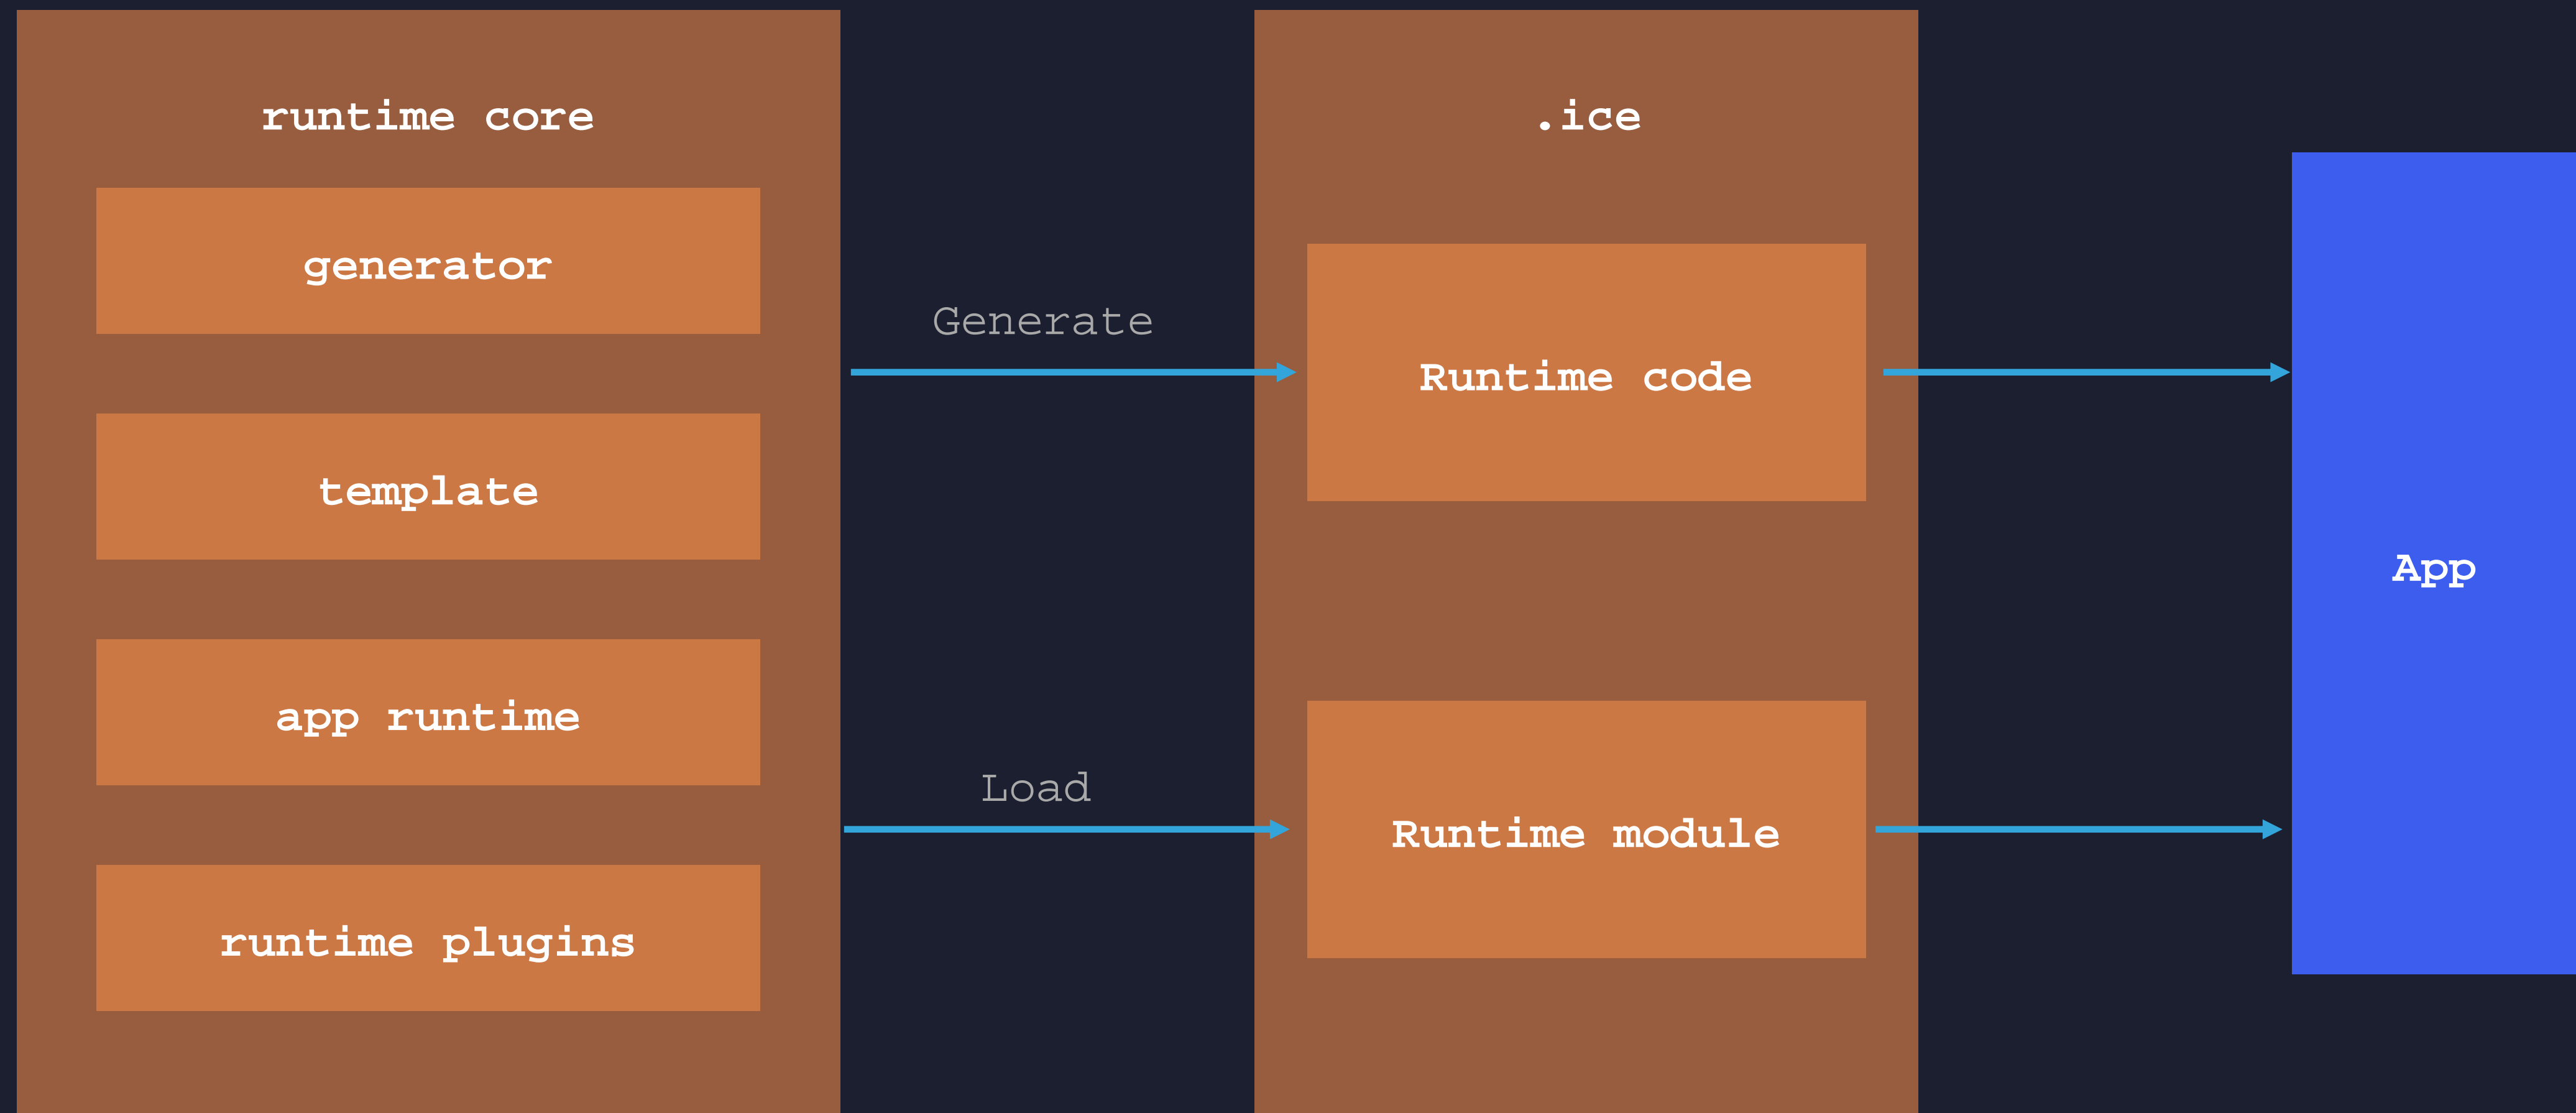 runtime core
generator
template
app runtime
runtime plugins
Generate
Load
.ice
Runtime code
Runtime module
App